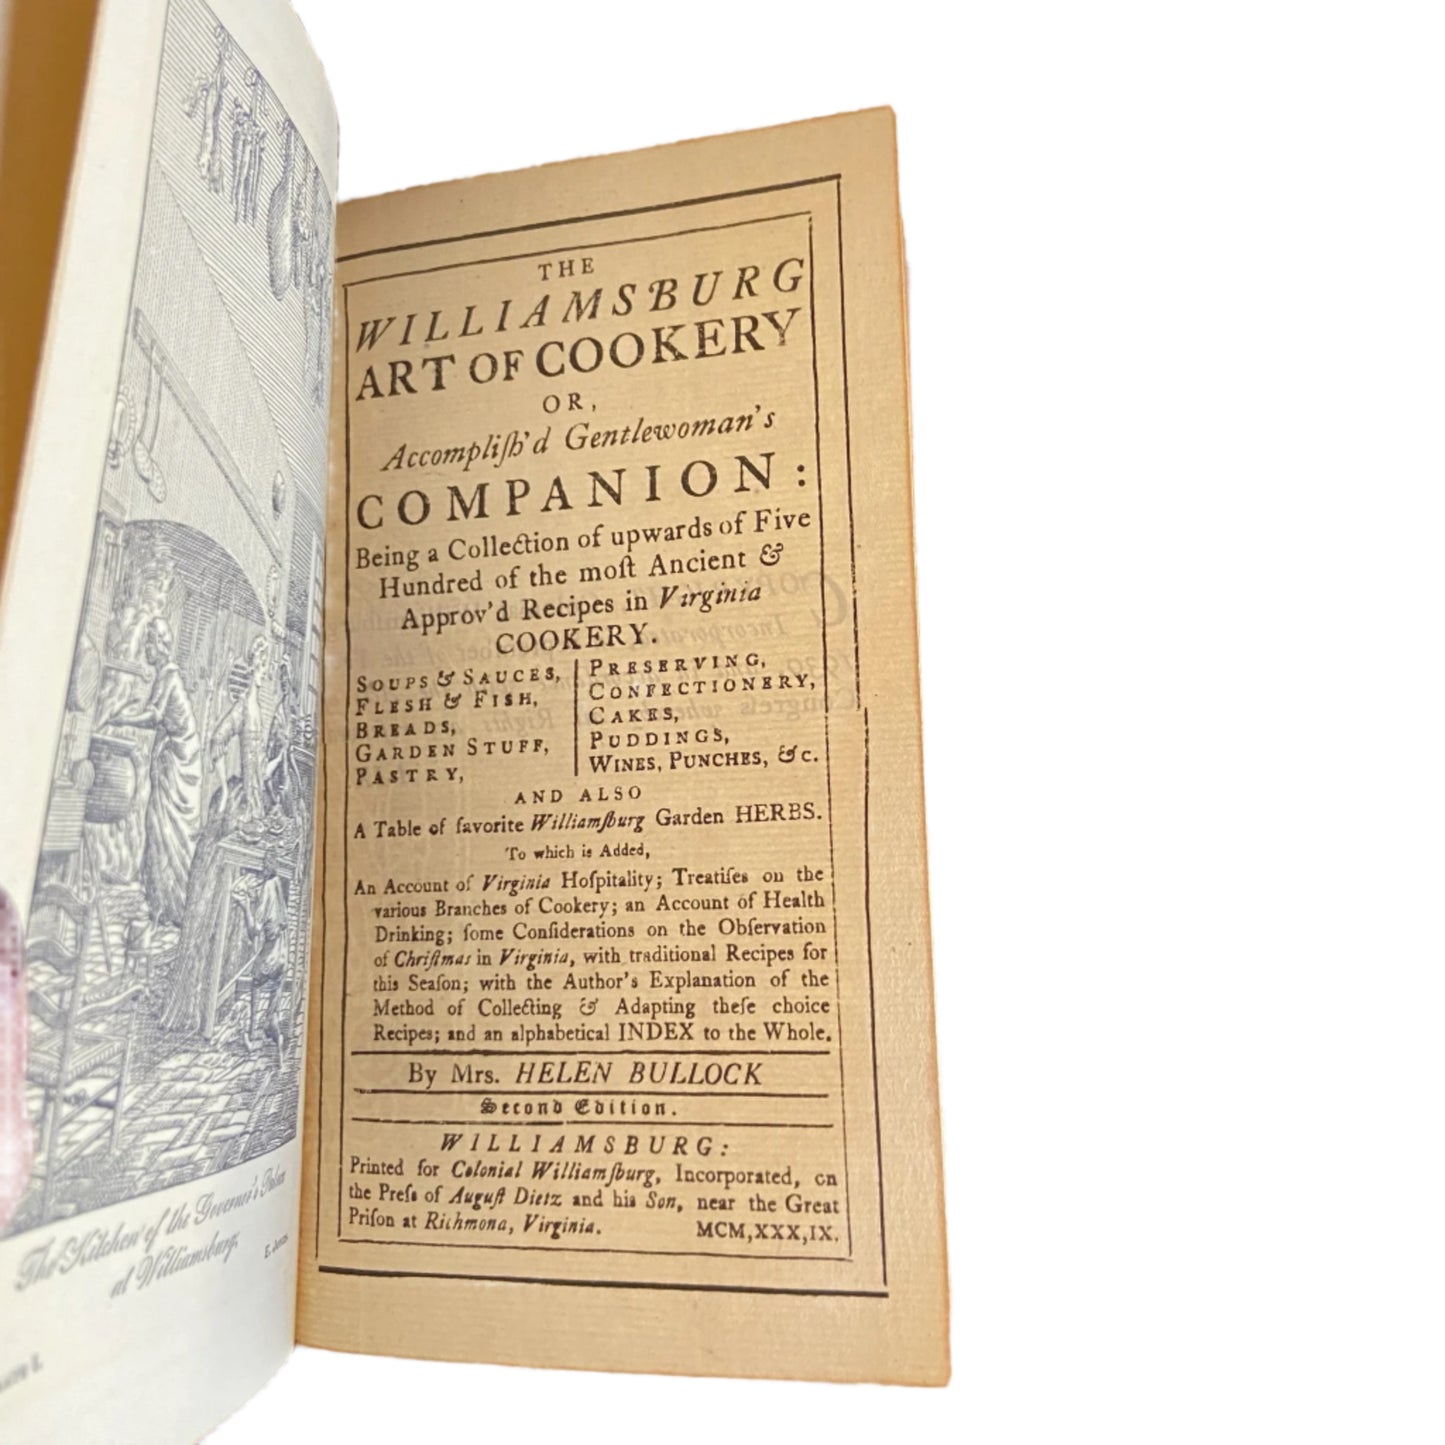 The Kitchen of the Governor's Palace
at Williamsburg.
THE
WILLIAMSBURG
ART OF COOKERY
OR,
Accompliſh'd Gentlewoman's
COMPANION:
Being a Collection of upwards of Five
Hundred of the moſt Ancient &
Approv'd Recipes in Virginia
COOKERY.
SOUPS & SAUCES,
FLESH & FISH,
BREADS,
GARDEN STUFF,
PASTRY,
PRESERVING,
CONFECTIONERY,
CAKES,
PUDDINGS,
WINES, PUNCHES, &c.
AND ALSO
A Table of favorite Williamſburg Garden HERBS.
To which is Added,
An Account of Virginia Hoſpitality; Treatiſes on the
various Branches of Cookery; an Account of Health
Drinking; ſome Conſiderations on the Obſervation
of Chriſtmas in Virginia, with traditional Recipes for
this Seaſon; with the Author's Explanation of the
Method of Collecting & Adapting theſe choice
Recipes; and an alphabetical INDEX to the Whole.
By Mrs. HELEN BULLOCK
Second Edition.
WILLIAMSBURG:
Printed for Colonial Williamſburg, Incorporated, on
the Preſs of Auguſt Dietz and his Son, near the Great
Priſon at Richmond, Virginia. MCM,XXX,IX.